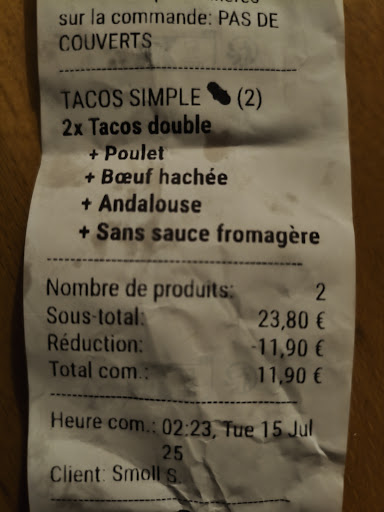 sur la commande: PAS DE
COUVERTS
TACOS SIMPLE (2)
2x Tacos double
+ Poulet
+ Bœuf hachée
+ Andalouse
+ Sans sauce fromagère
Nombre de produits: 2
Sous-total: 23,80 €
Réduction: -11,90 €
Total com.: 11,90 €
Heure com.: 02:23, Tue 15 Jul
25
Client: Smoll S.